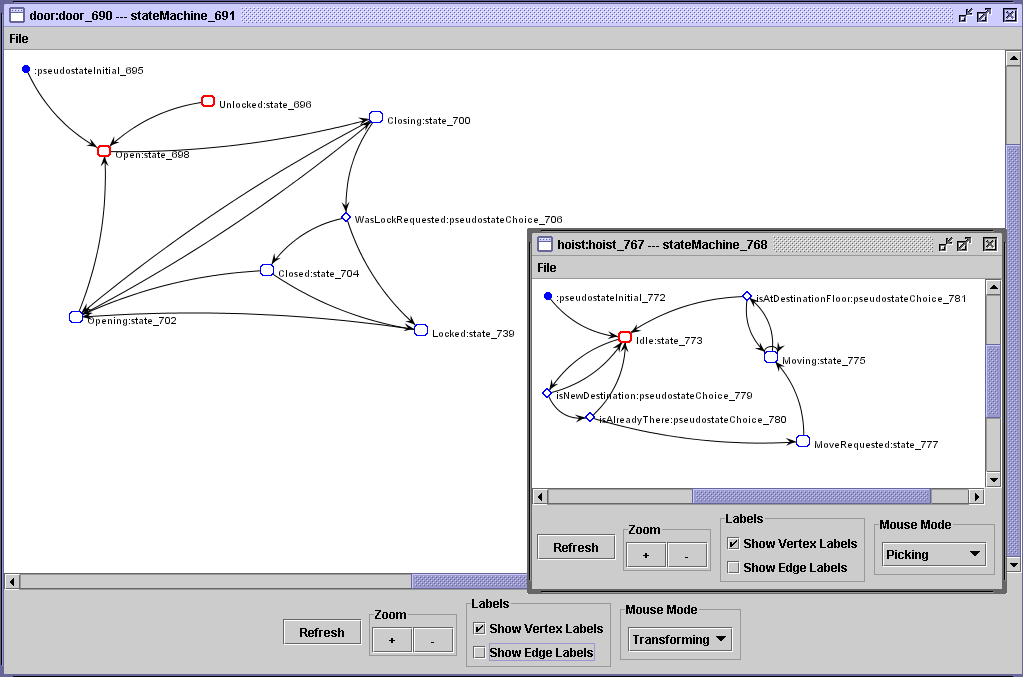 door:door_690 --- stateMachine_691
File
:pseudostateInitial_695
Unlocked:state_696
Closing:state_700
Open:state_698
WasLockRequested:pseudostateChoice_706
Closed:state_704
Opening:state_702
Locked:state_739
hoist:hoist_767 --- stateMachine_768
File
:pseudostateInitial_772
isAtDestinationFloor:pseudostateChoice_781
Idle:state_773
Moving:state_775
isNewDestination:pseudostateChoice_779
isAlreadyThere:pseudostateChoice_780
MoveRequested:state_777
Refresh
Zoom
+ -
Labels
Show Vertex Labels
Show Edge Labels
Mouse Mode
Picking
Refresh
Zoom
+ -
Labels
Show Vertex Labels
Show Edge Labels
Mouse Mode
Transforming